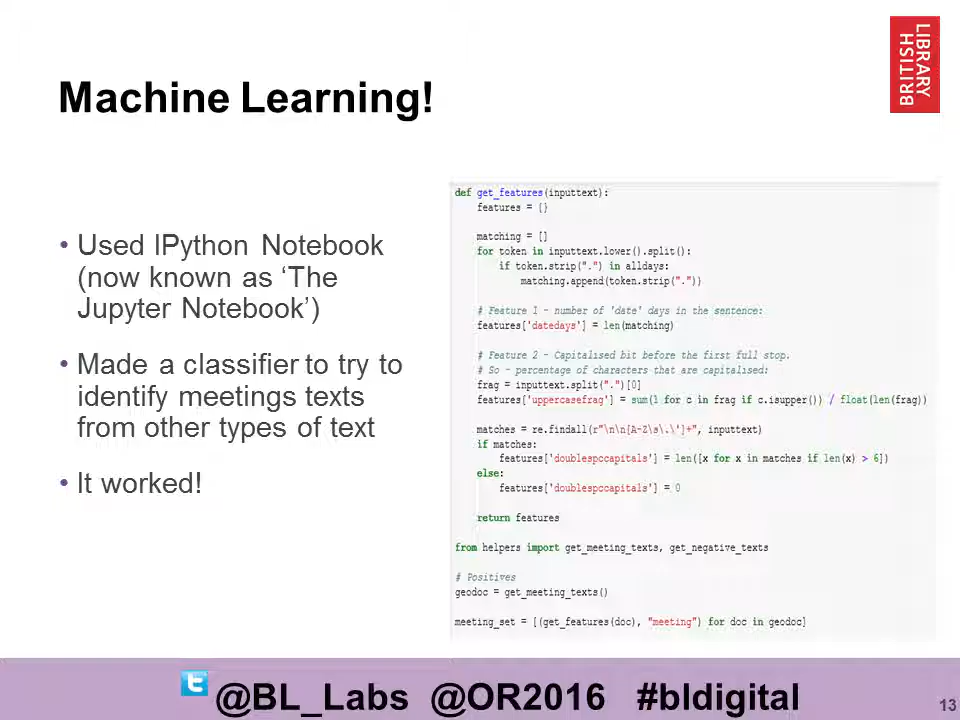 LIBRARY
BRITISH
Machine Learning!
• Used IPython Notebook
(now known as ‘The
Jupyter Notebook’)
• Made a classifier to try to
identify meetings texts
from other types of text
• It worked!
def get_features(inputtext):
    features = {}
    matching = []
    for token in inputtext.lower().split():
        if token.strip(".") in alldays:
            matching.append(token.strip("."))
    # Feature 1 - number of 'date' days in the sentence:
    features['datedays'] = len(matching)
    # Feature 2 - Capitalised bit before the first full stop.
    # So - percentage of characters that are capitalised:
    frag = inputtext.split(".")[0]
    features['uppercasefrag'] = sum(1 for c in frag if c.isupper()) / float(len(frag))
    matches = re.findall(r"\n\n[A-Z\s\.\']+", inputtext)
    if matches:
        features['doublespccapitals'] = len([x for x in matches if len(x) > 6])
    else:
        features['doublespccapitals'] = 0
    return features
from helpers import get_meeting_texts, get_negative_texts
# Positives
geodoc = get_meeting_texts()
meeting_set = [(get_features(doc), "meeting") for doc in geodoc]
@BL_Labs @OR2016 #bldigital
13